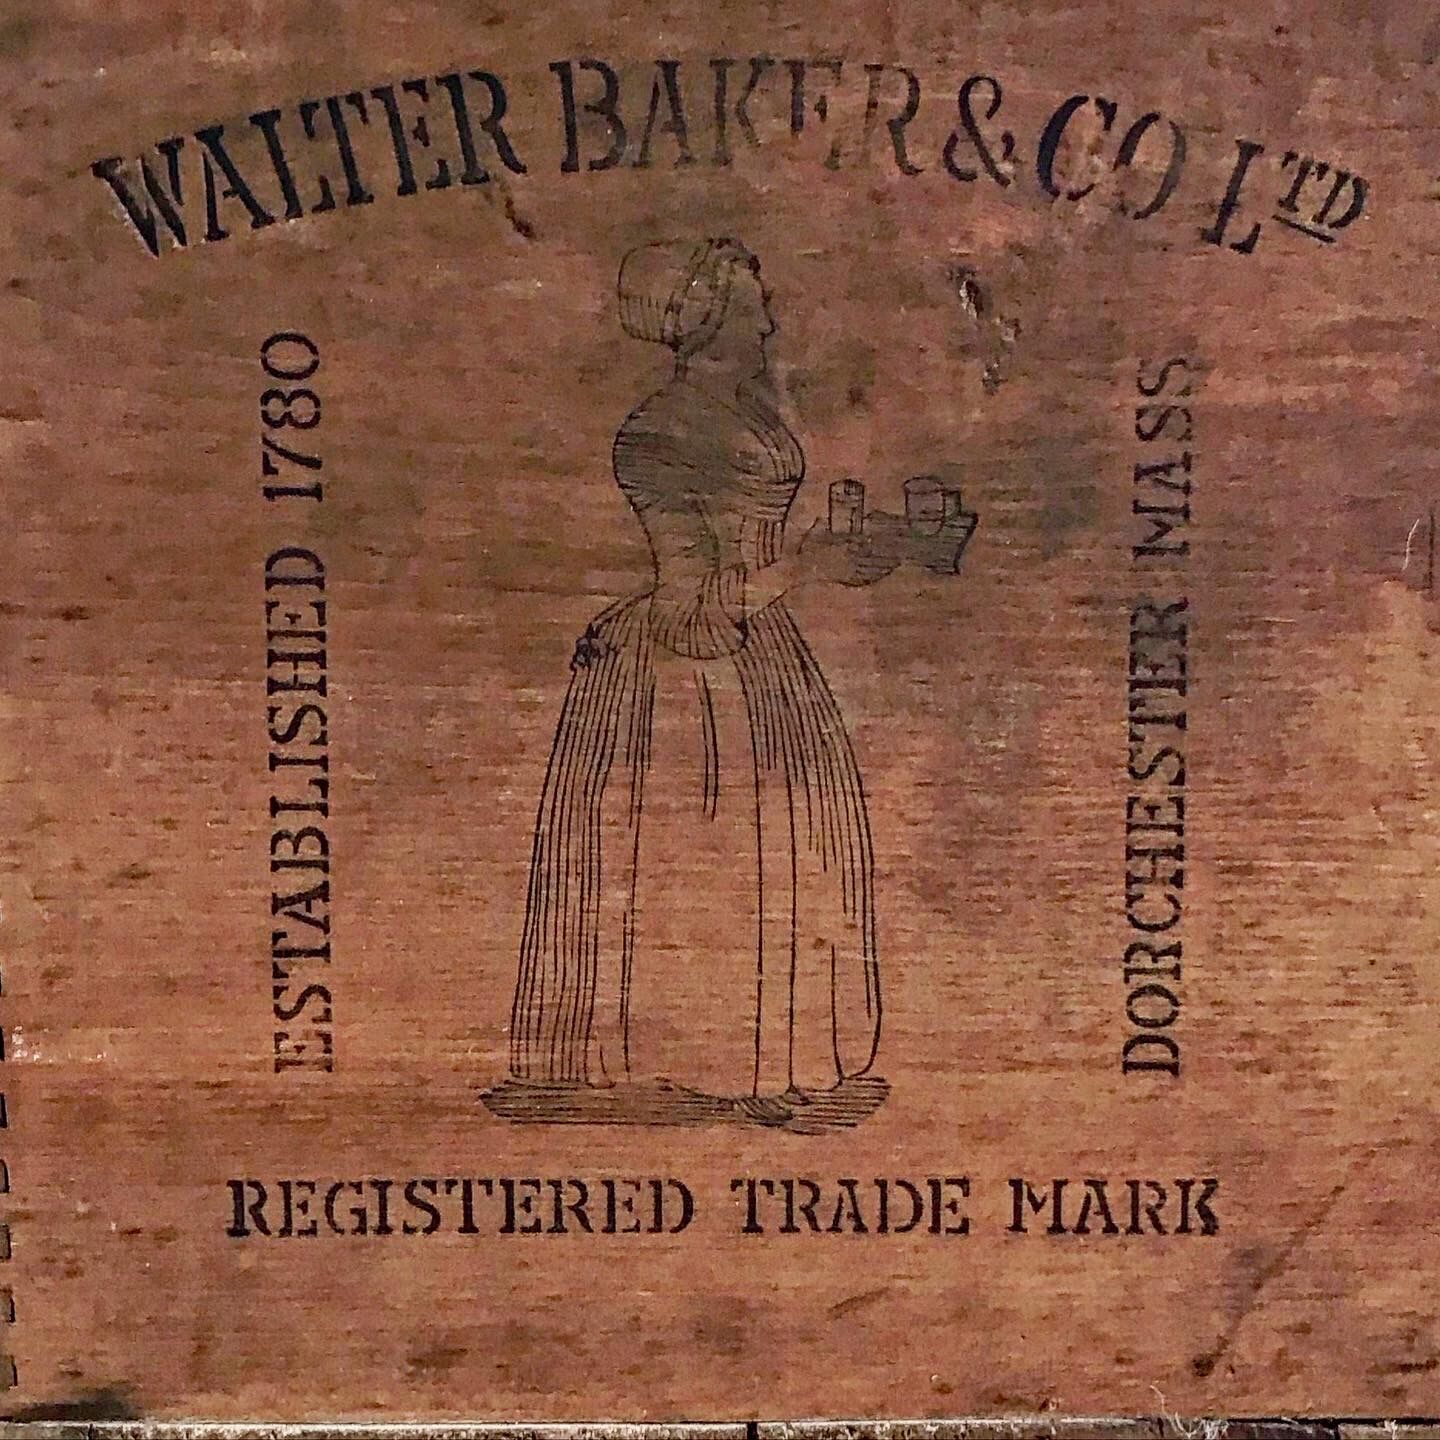 WALTER BAKER & CO LTD
ESTABLISHED 1780
DORCHESTER MASS
REGISTERED TRADE MARK